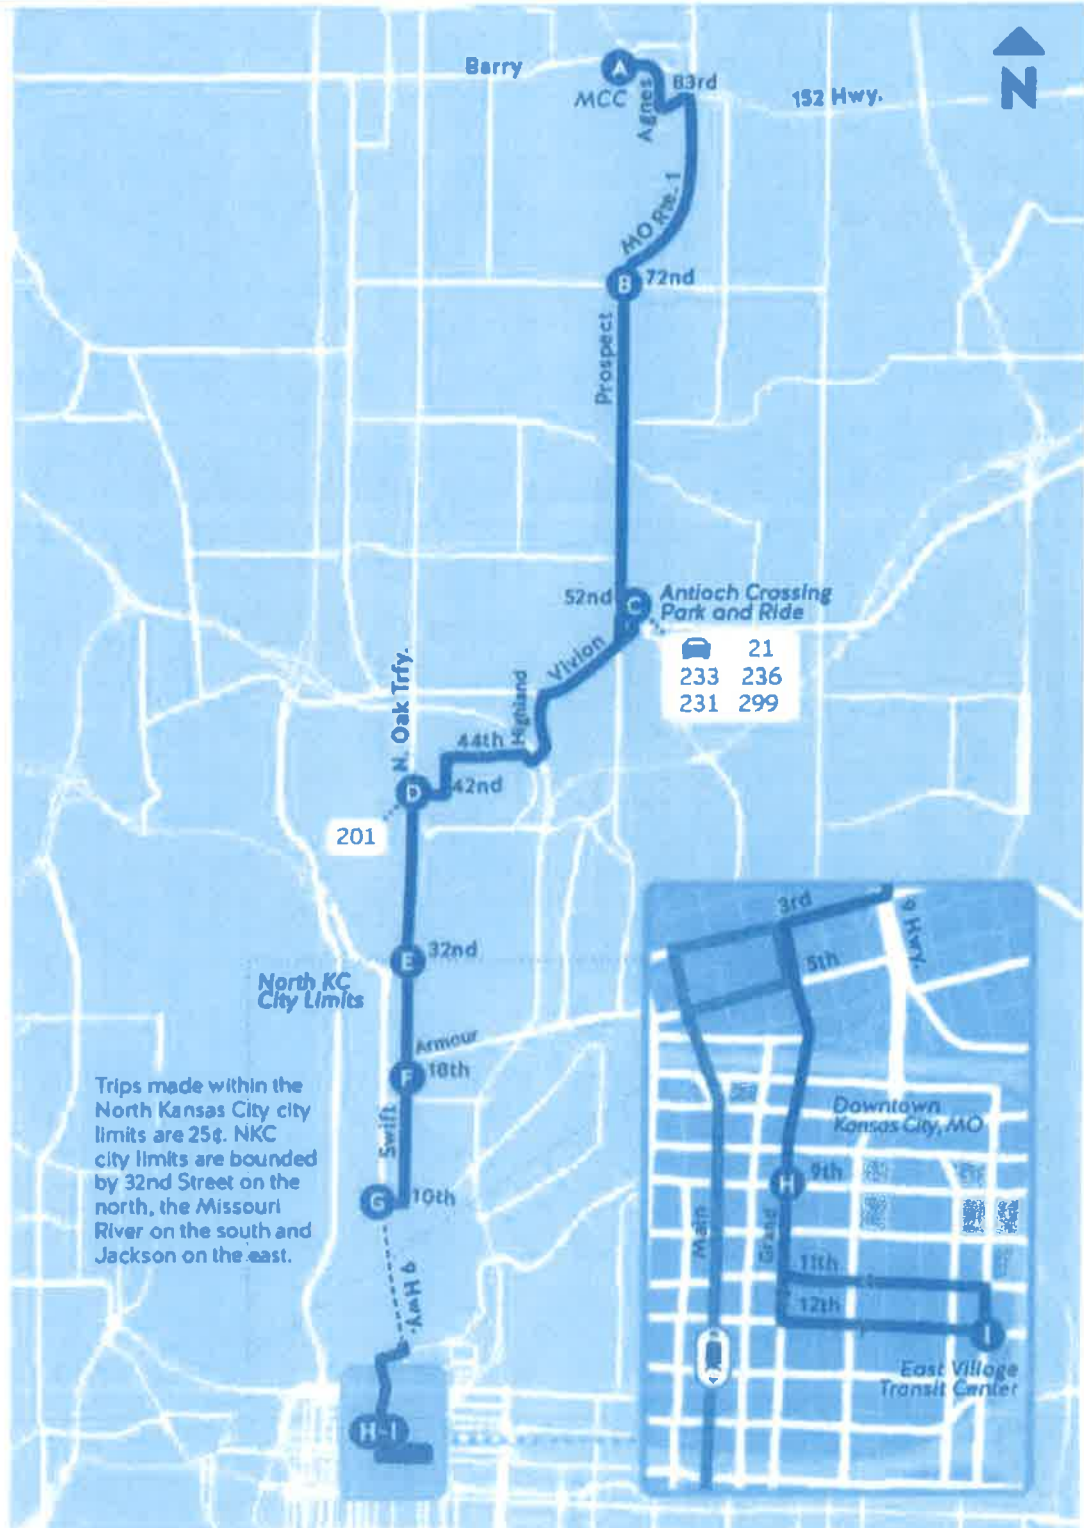 Barry
A
MCC
Agnes
83rd
152 Hwy.
N
MO Rte. 1
B
72nd
Prospect
52nd
C
Antioch Crossing
Park and Ride
21
233 236
231 299
Vivion
Highland
N. Oak Trfy.
44th
D
42nd
201
E
32nd
North KC
City Limits
Armour
F
18th
Swift
G
10th
9 Hwy.
H-I
Trips made within the
North Kansas City city
limits are 25¢. NKC
city limits are bounded
by 32nd Street on the
north, the Missouri
River on the south and
Jackson on the east.
3rd
9 Hwy.
5th
Downtown
Kansas City, MO
H
9th
Main
Grand
11th
12th
I
East Village
Transit Center